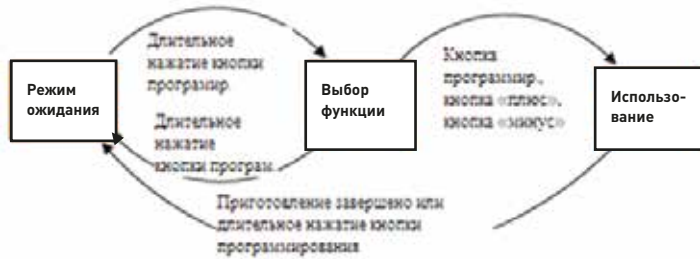 Длительное
нажатие кнопки
програмир
Режим
ожидания
Длительное
нажатие
кнопки програм
Выбор
функции
Кнопка
программир.,
кнопка «плюс»,
кнопка «минус»
Использо-
вание
Приготовление завершено или
длительное нажатие кнопки
программирования